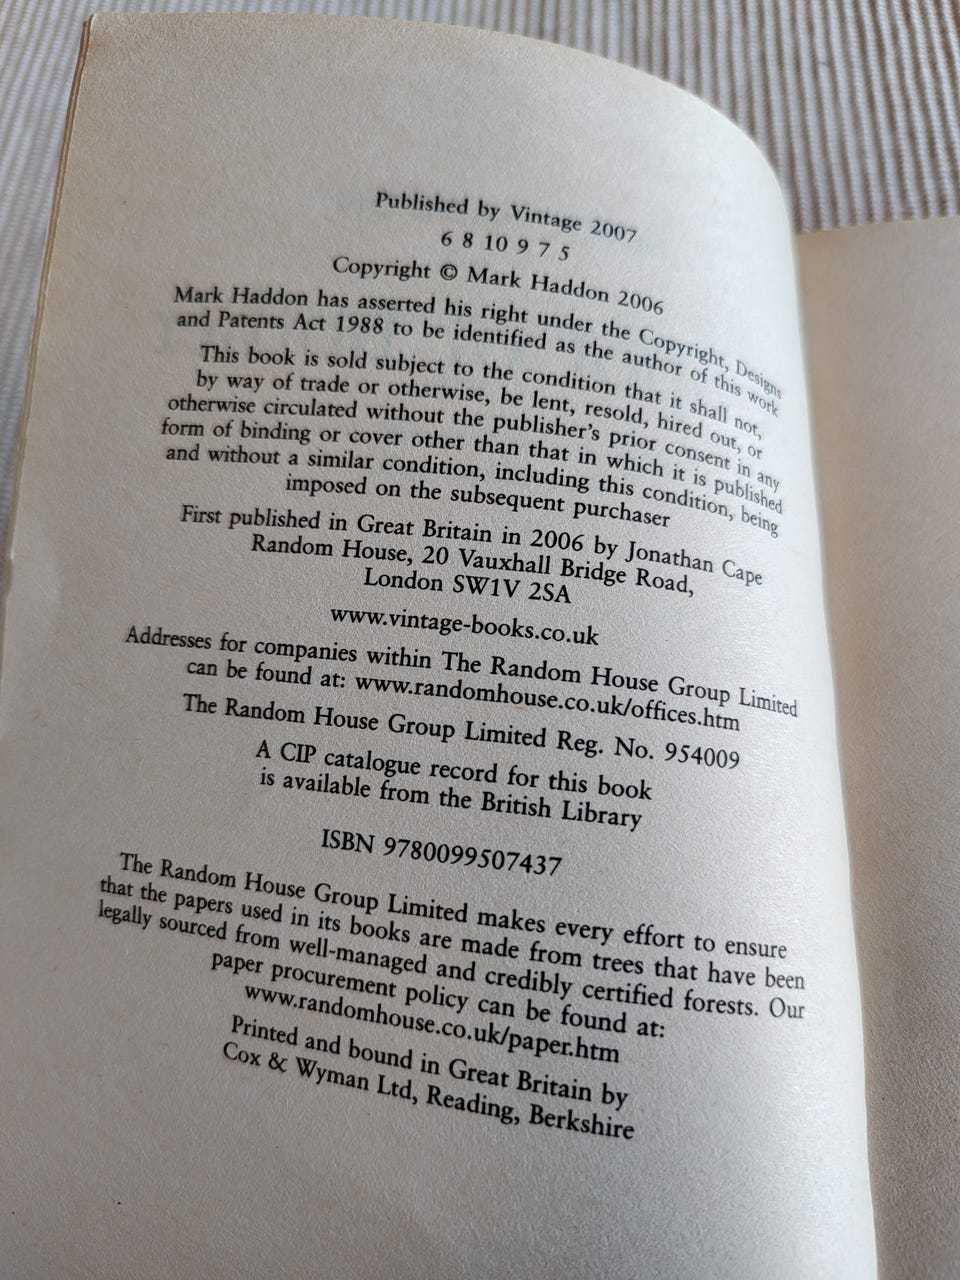 Published by Vintage 2007
6 8 10 9 7 5
Copyright © Mark Haddon 2006
Mark Haddon has asserted his right under the Copyright, Designs
and Patents Act 1988 to be identified as the author of this work
This book is sold subject to the condition that it shall not,
by way of trade or otherwise, be lent, resold, hired out, or
otherwise circulated without the publisher's prior consent in any
form of binding or cover other than that in which it is published
and without a similar condition, including this condition, being
imposed on the subsequent purchaser
First published in Great Britain in 2006 by Jonathan Cape
Random House, 20 Vauxhall Bridge Road,
London SW1V 2SA
www.vintage-books.co.uk
Addresses for companies within The Random House Group Limited
can be found at: www.randomhouse.co.uk/offices.htm
The Random House Group Limited Reg. No. 954009
A CIP catalogue record for this book
is available from the British Library
ISBN 9780099507437
The Random House Group Limited makes every effort to ensure
that the papers used in its books are made from trees that have been
legally sourced from well-managed and credibly certified forests. Our
paper procurement policy can be found at:
www.randomhouse.co.uk/paper.htm
Printed and bound in Great Britain by
Cox & Wyman Ltd, Reading, Berkshire